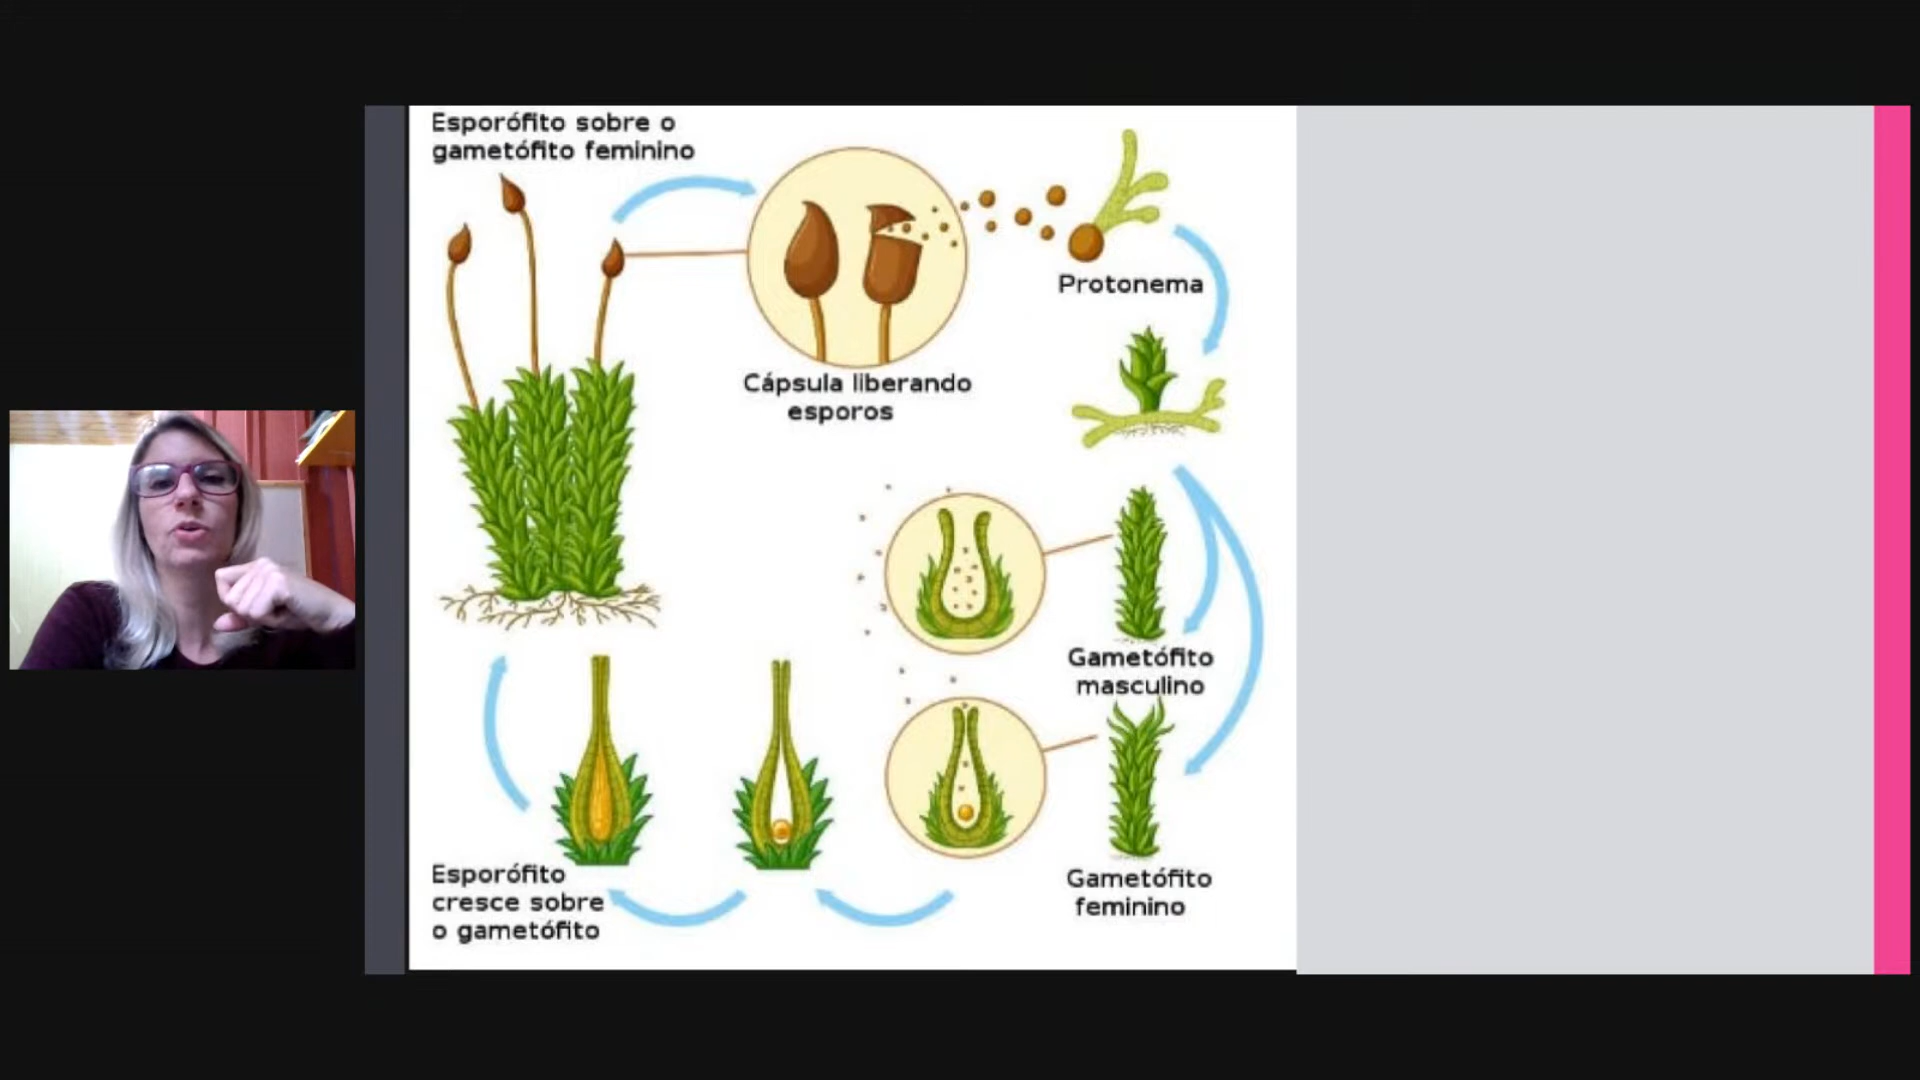 Esporófito sobre o
gametófito feminino
Protonema
Cápsula liberando
esporos
Gametófito
masculino
Gametófito
feminino
Esporófito
cresce sobre
o gametófito